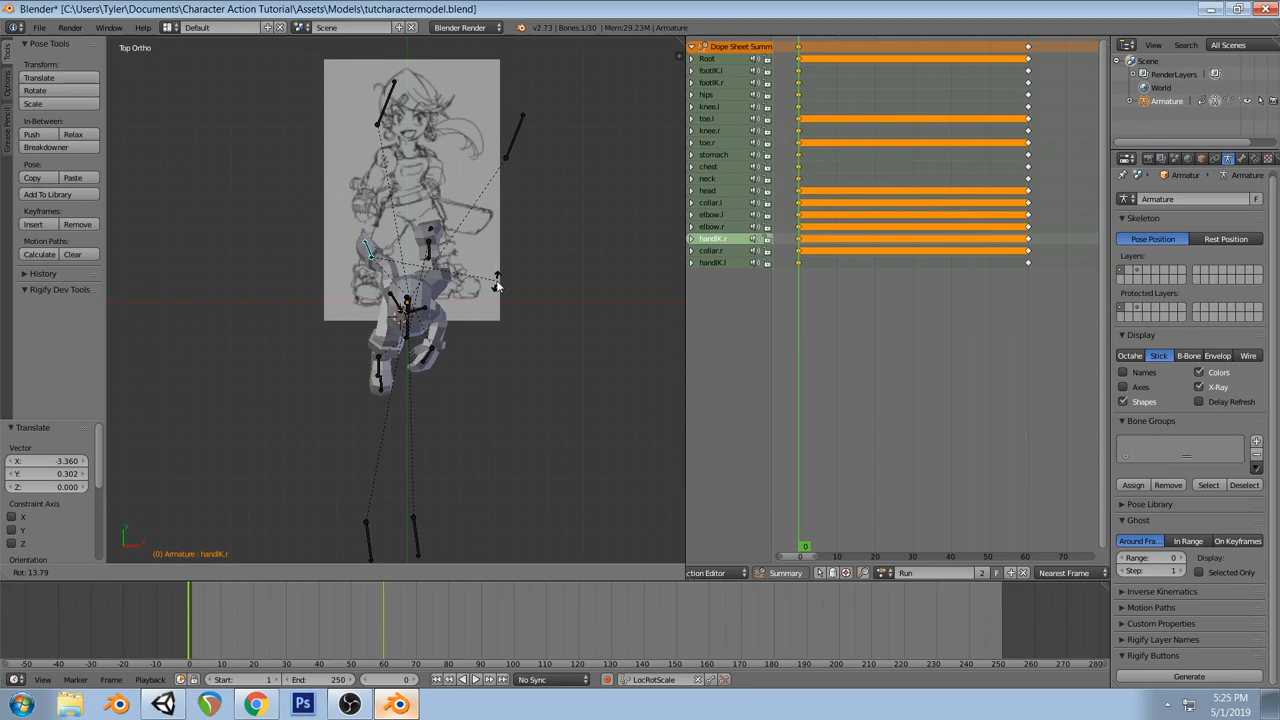 Blender* [C:\Users\Tyler\Documents\Character Action Tutorial\Assets\Models\tutcharactermodel.blend]
File Render Window Help Default Scene Blender Render v2.73 | Bones:1/30 | Mem:29.23M | Armature
Tools
Options
Grease Pencil
Pose Tools
Transform:
Translate
Rotate
Scale
In-Between:
Push Relax
Breakdowner
Pose:
Copy Paste
Add To Library
Keyframes:
Insert Remove
Motion Paths:
Calculate Clear
History
Rigify Dev Tools
Translate
Vector
X: -3.360
Y: 0.302
Z: 0.000
Constraint Axis
X
Y
Z
Orientation
Top Ortho
(0) Armature : handIK.r
Rot: 13.79
Dope Sheet Summ
Root
footIK.l
footIK.r
hips
knee.l
toe.l
knee.r
toe.r
stomach
chest
neck
head
collar.l
elbow.l
elbow.r
handIK.r
collar.r
handIK.l
0
0 10 20 30 40 50 60 70
ction Editor Summary Run 2 F Nearest Frame
View Search All Scenes
Scene
RenderLayers
World
Armature
Armatur Armature
Armature F
Skeleton
Pose Position Rest Position
Layers:
Protected Layers:
Display
Octahe Stick B-Bone Envelop Wire
Names Colors
Axes X-Ray
Shapes Delay Refresh
Bone Groups
Assign Remove Select Deselect
Pose Library
Ghost
Around Fra... In Range On Keyframes
Range: 0 Display:
Step: 1 Selected Only
Inverse Kinematics
Motion Paths
Custom Properties
Rigify Layer Names
Rigify Buttons
Generate
-50 -40 -30 -20 -10 0 10 20 30 40 50 60 70 80 90 100 110 120 130 140 150 160 170 180 190 200 210 220 230 240 250 260 270 280
View Marker Frame Playback Start: 1 End: 250 0 No Sync LocRotScale
Ps
5:25 PM
5/1/2019